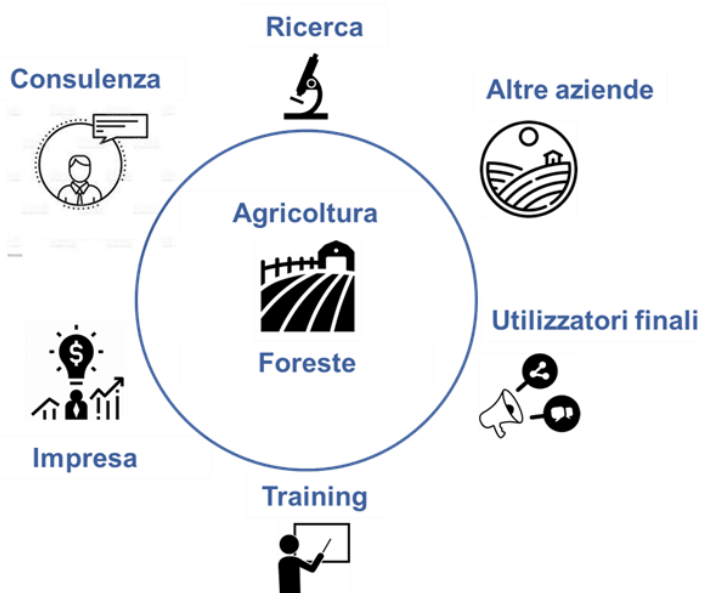 Ricerca
Consulenza
Altre aziende
Agricoltura
Foreste
Utilizzatori finali
Impresa
Training